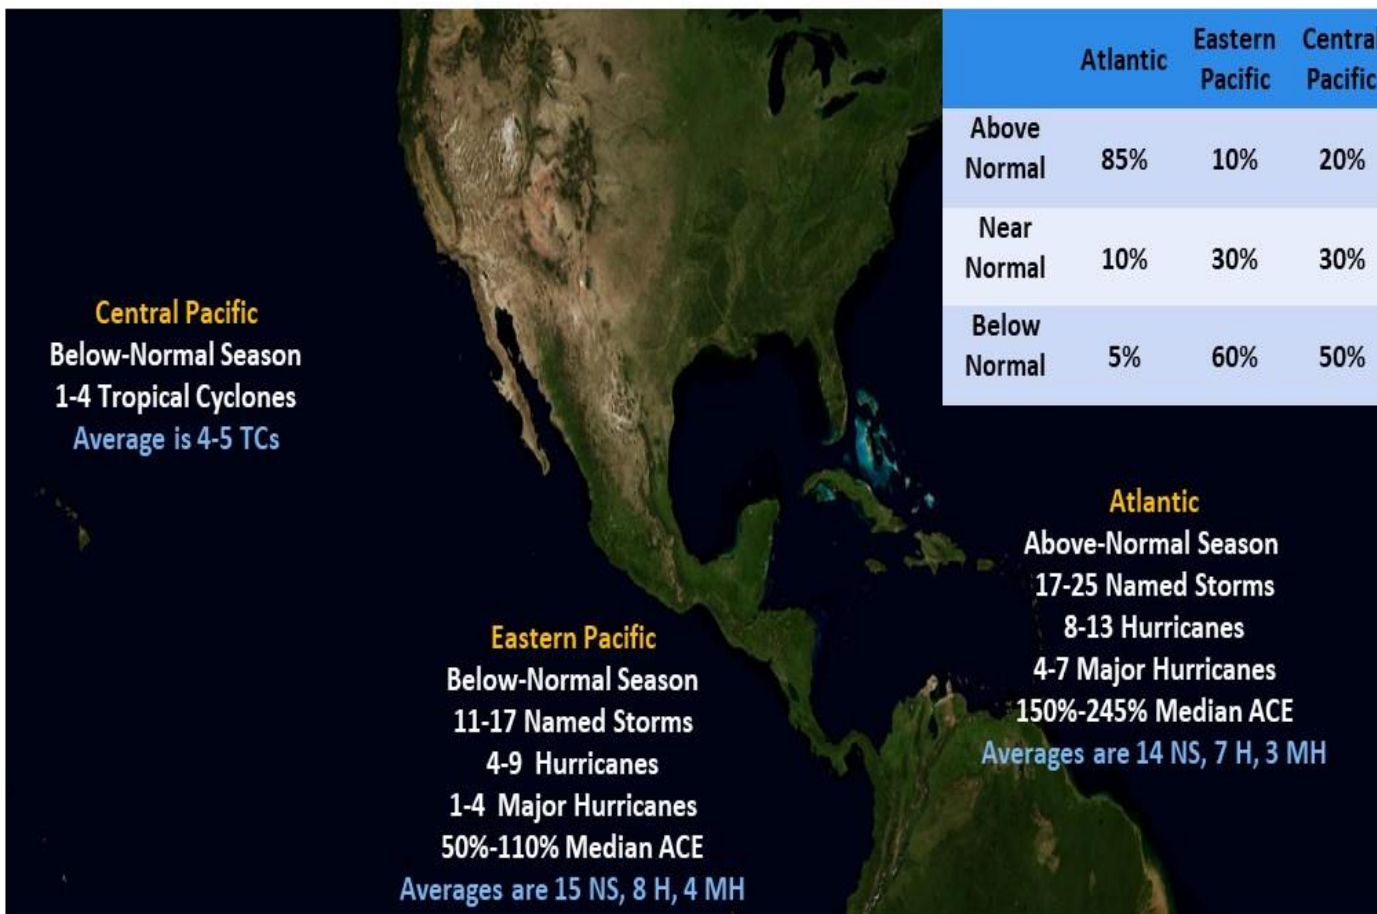 Atlantic Eastern Pacific Central Pacific
Above Normal 85% 10% 20%
Near Normal 10% 30% 30%
Below Normal 5% 60% 50%
Central Pacific
Below-Normal Season
1-4 Tropical Cyclones
Average is 4-5 TCs
Atlantic
Above-Normal Season
17-25 Named Storms
8-13 Hurricanes
4-7 Major Hurricanes
150%-245% Median ACE
Averages are 14 NS, 7 H, 3 MH
Eastern Pacific
Below-Normal Season
11-17 Named Storms
4-9 Hurricanes
1-4 Major Hurricanes
50%-110% Median ACE
Averages are 15 NS, 8 H, 4 MH